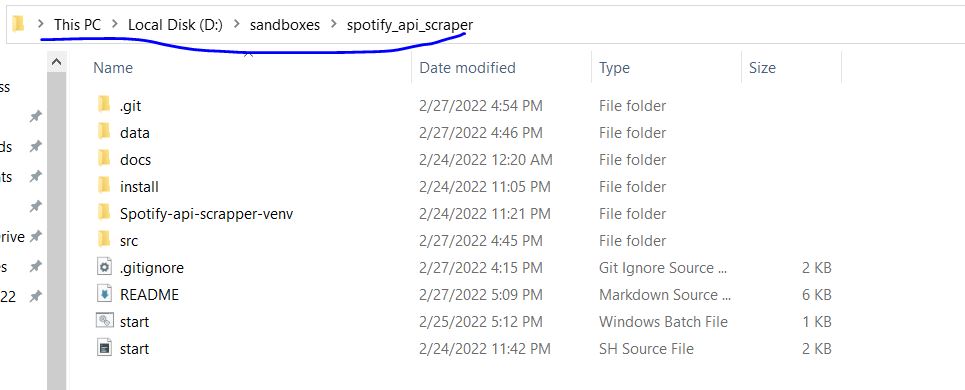 This PC > Local Disk (D:) > sandboxes > spotify_api_scraper
Name Date modified Type Size
ss
.git 2/27/2022 4:54 PM File folder
data 2/27/2022 4:46 PM File folder
ds docs 2/24/2022 12:20 AM File folder
nts install 2/24/2022 11:05 PM File folder
Spotify-api-scrapper-venv 2/24/2022 11:21 PM File folder
Drive src 2/27/2022 4:45 PM File folder
s .gitignore 2/27/2022 4:15 PM Git Ignore Source ... 2 KB
22 README 2/27/2022 5:09 PM Markdown Source ... 6 KB
start 2/25/2022 5:12 PM Windows Batch File 1 KB
start 2/24/2022 11:42 PM SH Source File 2 KB